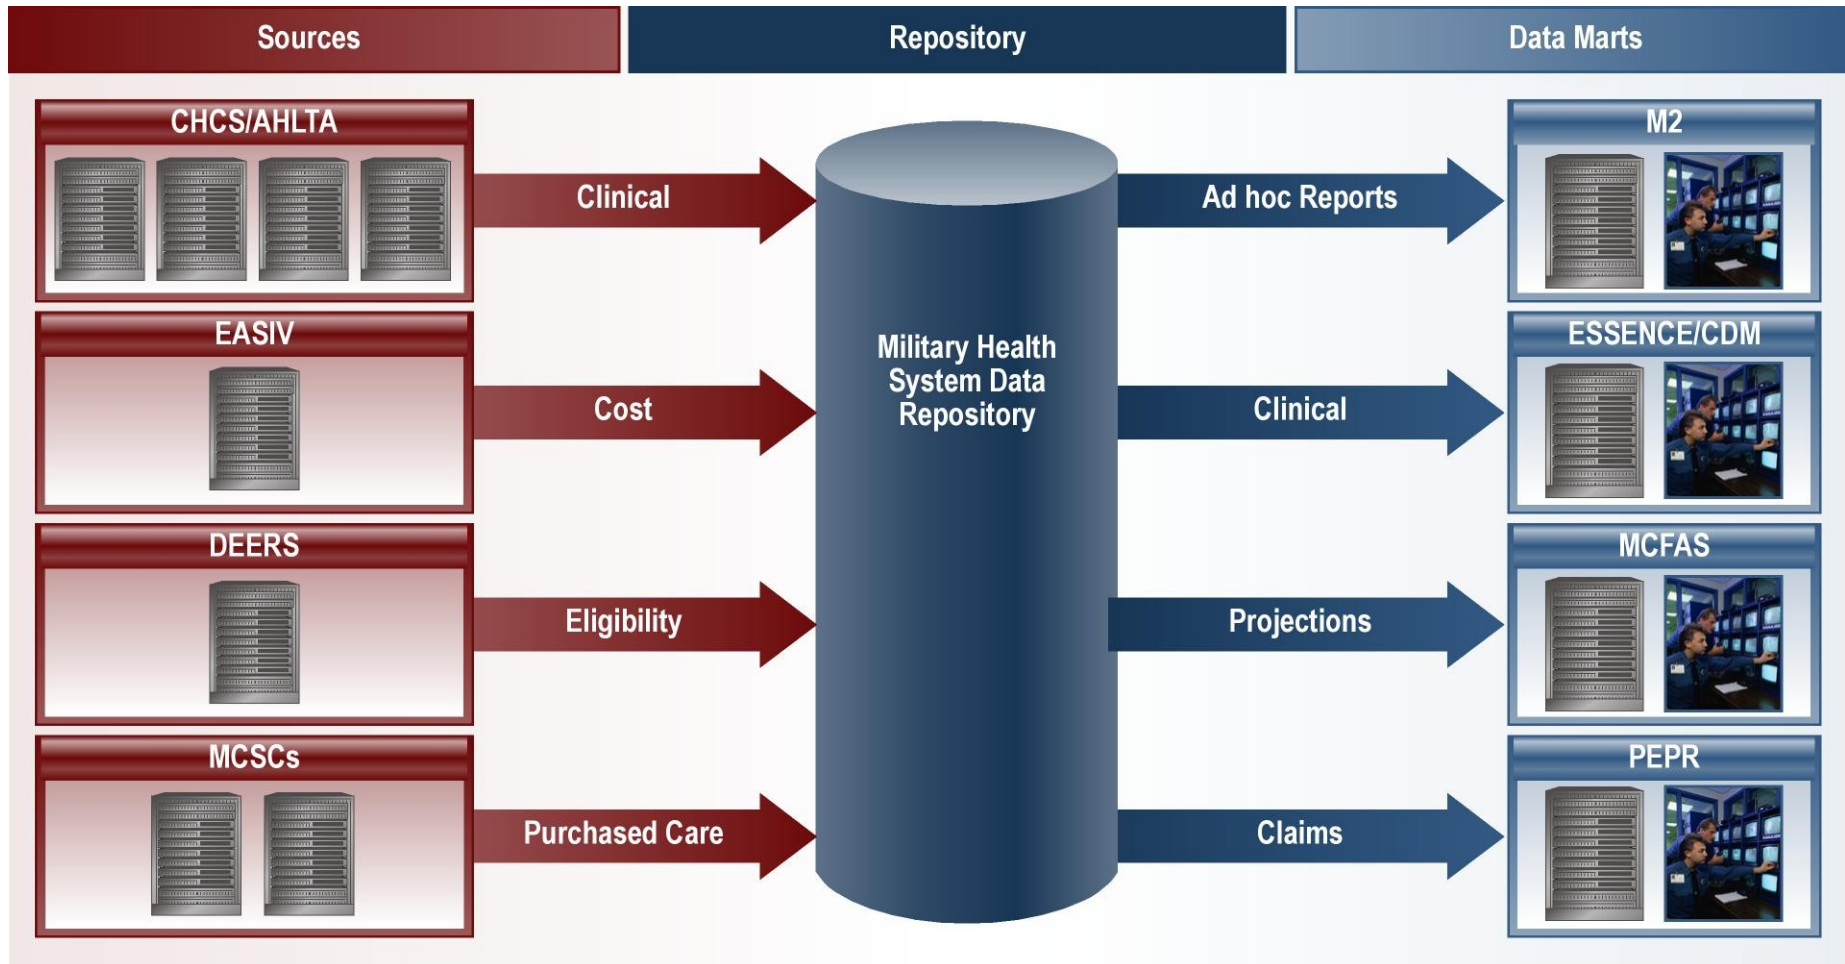 Sources
Repository
Data Marts
CHCS/AHLTA
Clinical
Ad hoc Reports
M2
EASIV
Cost
Military Health
System Data
Repository
Clinical
ESSENCE/CDM
DEERS
Eligibility
Projections
MCFAS
MCSCs
Purchased Care
Claims
PEPR